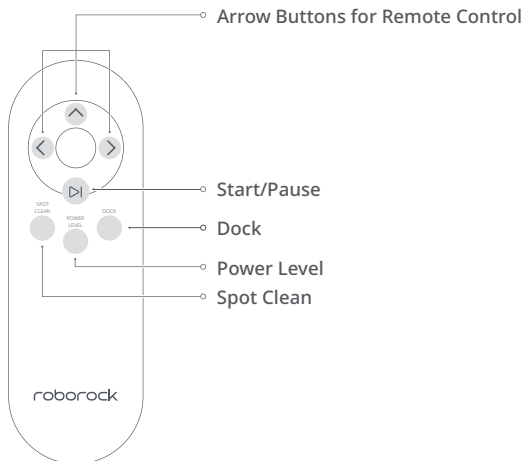 Arrow Buttons for Remote Control
Start/Pause
SPOT
CLEAN
POWER
LEVEL
DOCK
Dock
Power Level
Spot Clean
roborock